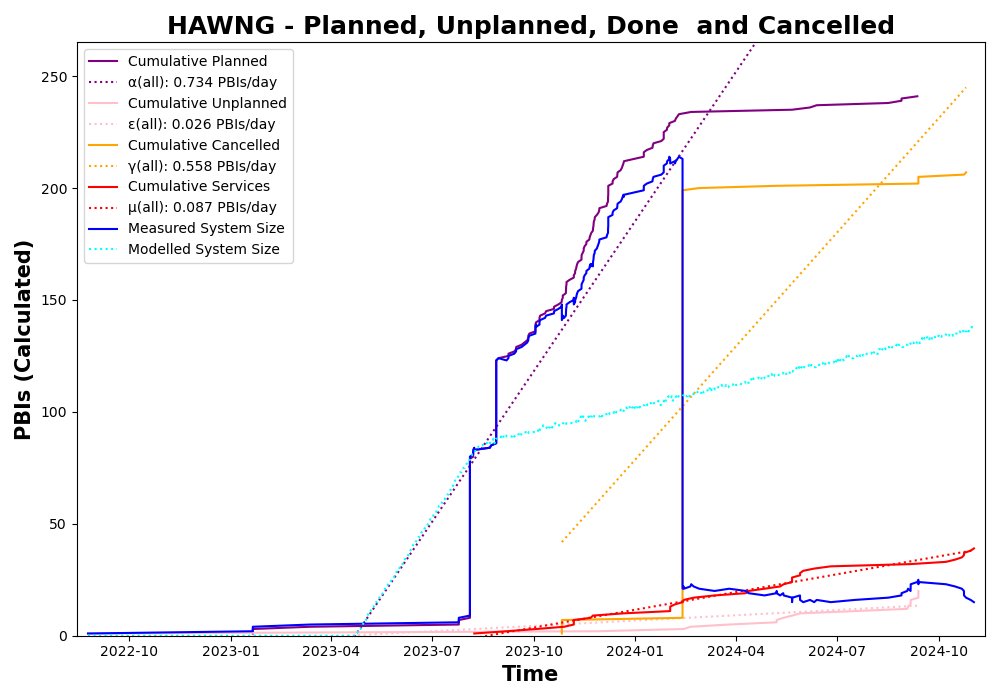 HAWNG - Planned, Unplanned, Done  and Cancelled
PBIs (Calculated)
250
200
150
100
50
0
Cumulative Planned
α(all): 0.734 PBIs/day
Cumulative Unplanned
ε(all): 0.026 PBIs/day
Cumulative Cancelled
γ(all): 0.558 PBIs/day
Cumulative Services
μ(all): 0.087 PBIs/day
Measured System Size
Modelled System Size
2022-10 2023-01 2023-04 2023-07 2023-10 2024-01 2024-04 2024-07 2024-10
Time